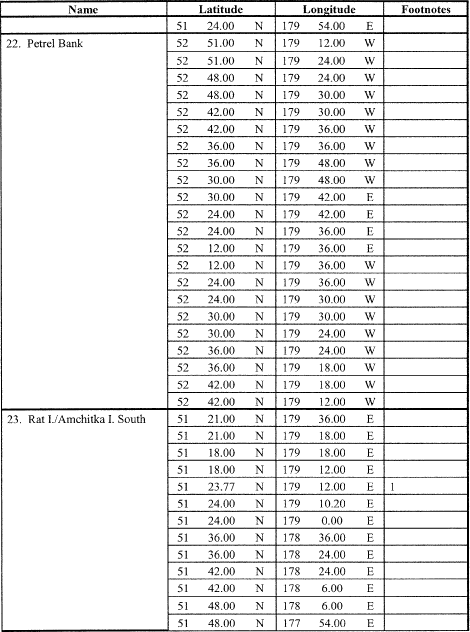 Name Latitude Longitude Footnotes
51 24.00 N 179 54.00 E
22. Petrel Bank 52 51.00 N 179 12.00 W
52 51.00 N 179 24.00 W
52 48.00 N 179 24.00 W
52 48.00 N 179 30.00 W
52 42.00 N 179 30.00 W
52 42.00 N 179 36.00 W
52 36.00 N 179 36.00 W
52 36.00 N 179 48.00 W
52 30.00 N 179 48.00 W
52 30.00 N 179 42.00 E
52 24.00 N 179 42.00 E
52 24.00 N 179 36.00 E
52 12.00 N 179 36.00 E
52 12.00 N 179 36.00 W
52 24.00 N 179 36.00 W
52 24.00 N 179 30.00 W
52 30.00 N 179 30.00 W
52 30.00 N 179 24.00 W
52 36.00 N 179 24.00 W
52 36.00 N 179 18.00 W
52 42.00 N 179 18.00 W
52 42.00 N 179 12.00 W
23. Rat I./Amchitka I. South 51 21.00 N 179 36.00 E
51 21.00 N 179 18.00 E
51 18.00 N 179 18.00 E
51 18.00 N 179 12.00 E
51 23.77 N 179 12.00 E 1
51 24.00 N 179 10.20 E
51 24.00 N 179 0.00 E
51 36.00 N 178 36.00 E
51 36.00 N 178 24.00 E
51 42.00 N 178 24.00 E
51 42.00 N 178 6.00 E
51 48.00 N 178 6.00 E
51 48.00 N 177 54.00 E